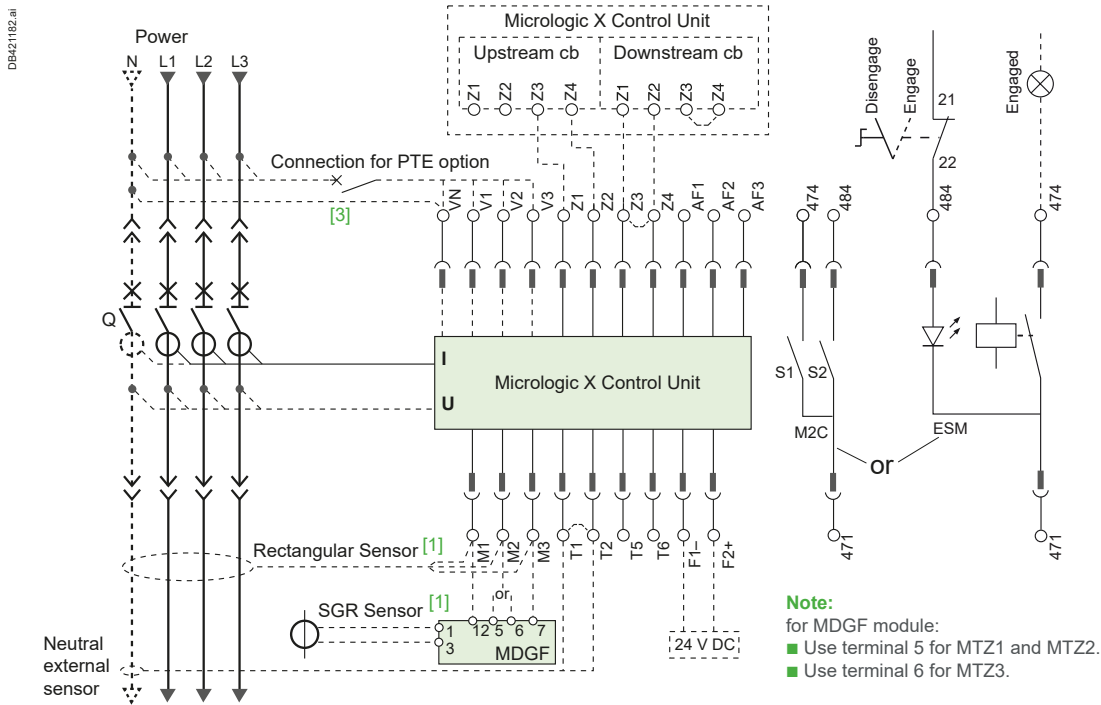 DB421182.ai
Power
N L1 L2 L3
Micrologic X Control Unit
Upstream cb Downstream cb
Z1 Z2 Z3 Z4 Z1 Z2 Z3 Z4
Disengage
Engage
21
22
Engaged
Connection for PTE option
[3]
VN V1 V2 V3 Z1 Z2 Z3 Z4 AF1 AF2 AF3
474 484 484 474
Q
I
U
Micrologic X Control Unit
S1 S2
M2C
ESM
or
471 471
M1 M2 M3 T1 T2 T5 T6 F1– F2+
Rectangular Sensor [1]
SGR Sensor [1]
or
1
3
12 5 6 7
MDGF
24 V DC
Neutral
external
sensor
Note:
for MDGF module:
■ Use terminal 5 for MTZ1 and MTZ2.
■ Use terminal 6 for MTZ3.